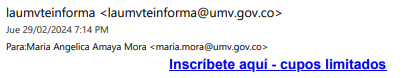 laumvteinforma <laumvteinforma@umv.gov.co>
Jue 29/02/2024 7:14 PM
Para:Maria Angelica Amaya Mora <maria.mora@umv.gov.co>
Inscríbete aquí - cupos limitados